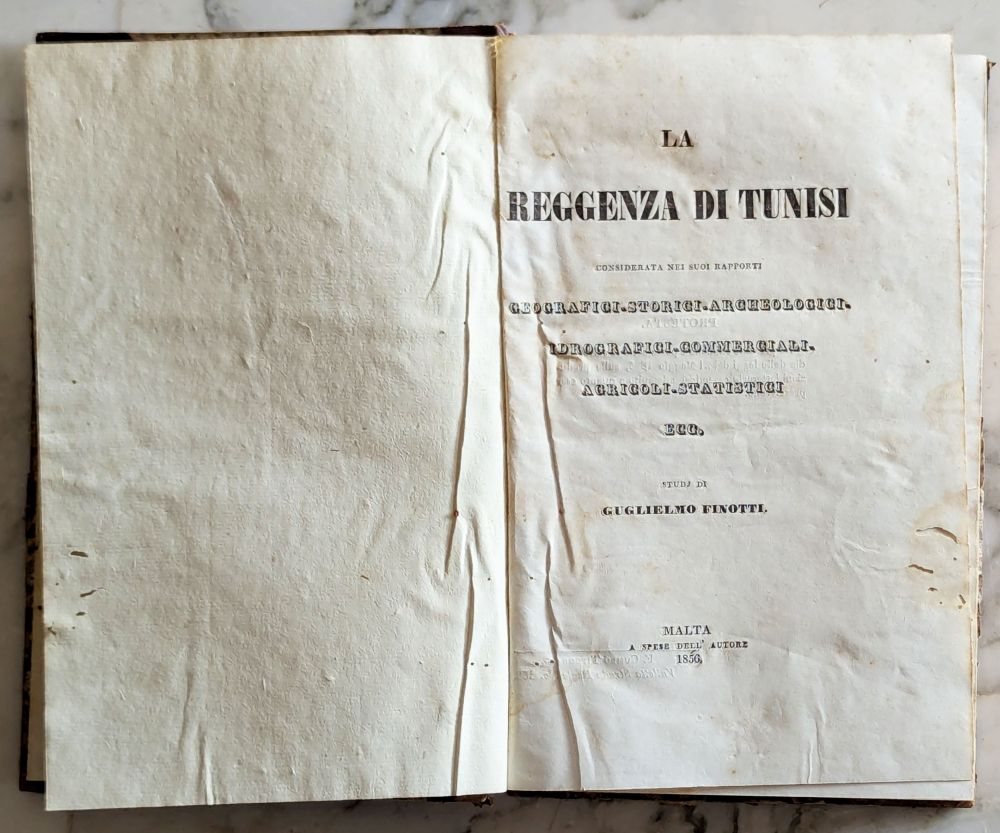 LA
REGGENZA DI TUNISI
CONSIDERATA NEI SUOI RAPPORTI
GEOGRAFICI-STORICI-ARCHEOLOGICI-
IDROGRAFICI-COMMERCIALI-
AGRICOLI-STATISTICI
ECC.
STUDJ DI
GUGLIELMO FINOTTI.
MALTA
A SPESE DELL' AUTORE
1856.